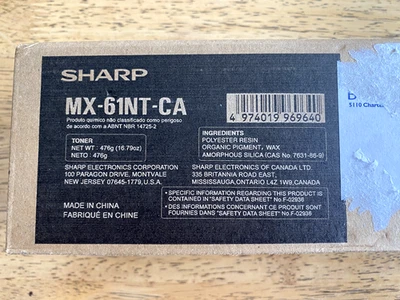 SHARP
MX-61NT-CA
Produto químico não classificado como perigoso
de acordo com a ABNT NBR 14725-2
4 974019 969640
TONER
NET WT : 476g (16.79oz)
NETO : 476g
INGREDIENTS
POLYESTER RESIN
ORGANIC PIGMENT, WAX
AMORPHOUS SILICA (CAS No. 7631-86-9)
SHARP ELECTRONICS CORPORATION
100 PARAGON DRIVE, MONTVALE
NEW JERSEY 07645-1779, U.S.A.
SHARP ELECTRONICS OF CANADA LTD.
335 BRITANNIA ROAD EAST,
MISSISSAUGA, ONTARIO L4Z 1W9, CANADA
MADE IN CHINA
FABRIQUÉ EN CHINE
• SPECIFIC INFORMATION REGARDING THIS PRODUCT IS
CONTAINED IN "SAFETY DATA SHEET" No. F-02936
• DES INFORMATIONS CONCERNANT CE PRODUIT SONT
FOURNIES DANS "SAFETY DATA SHEET" No. F-02936
5110